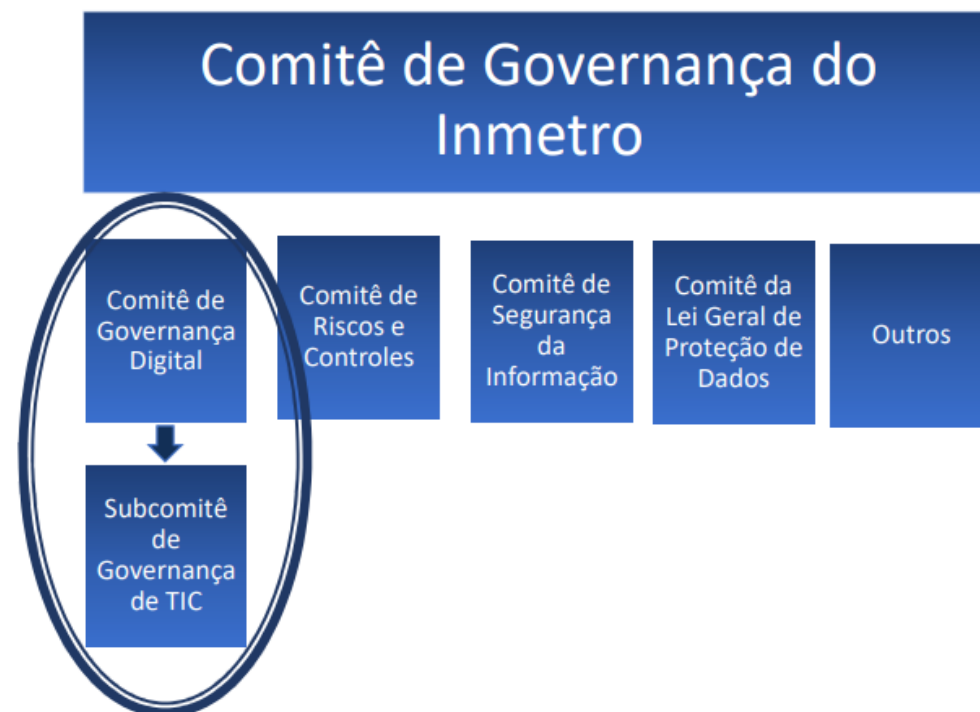 Comitê de Governança do
Inmetro
Comitê de
Governança
Digital
Comitê de
Riscos e
Controles
Comitê de
Segurança
da
Informação
Comitê da
Lei Geral de
Proteção de
Dados
Outros
Subcomitê
de
Governança
de TIC